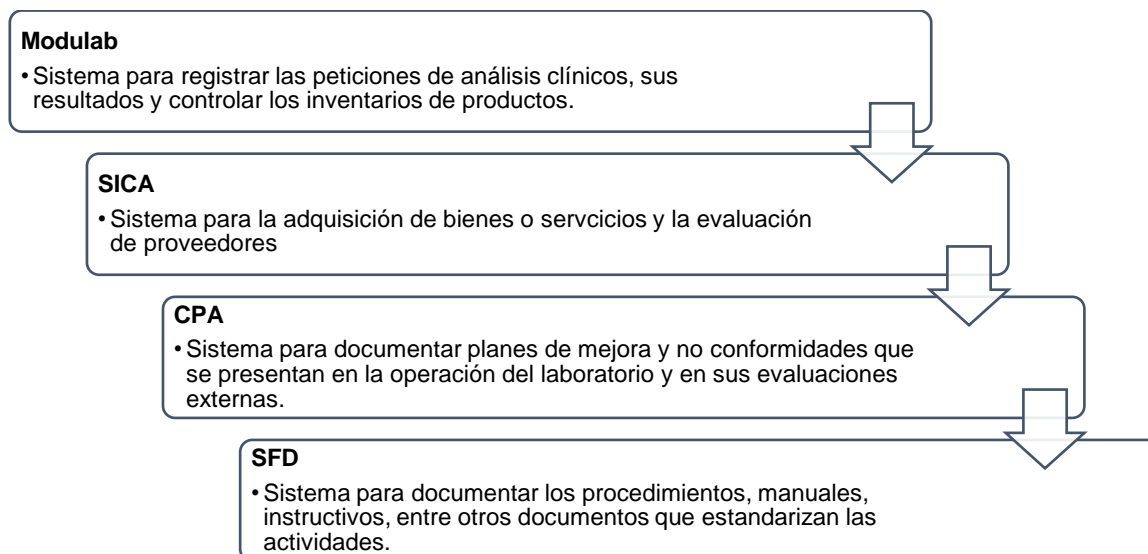 Modulab
• Sistema para registrar las peticiones de análisis clínicos, sus
resultados y controlar los inventarios de productos.
SICA
• Sistema para la adquisición de bienes o servcicios y la evaluación
de proveedores
CPA
• Sistema para documentar planes de mejora y no conformidades que
se presentan en la operación del laboratorio y en sus evaluaciones
externas.
SFD
• Sistema para documentar los procedimientos, manuales,
instructivos, entre otros documentos que estandarizan las
actividades.